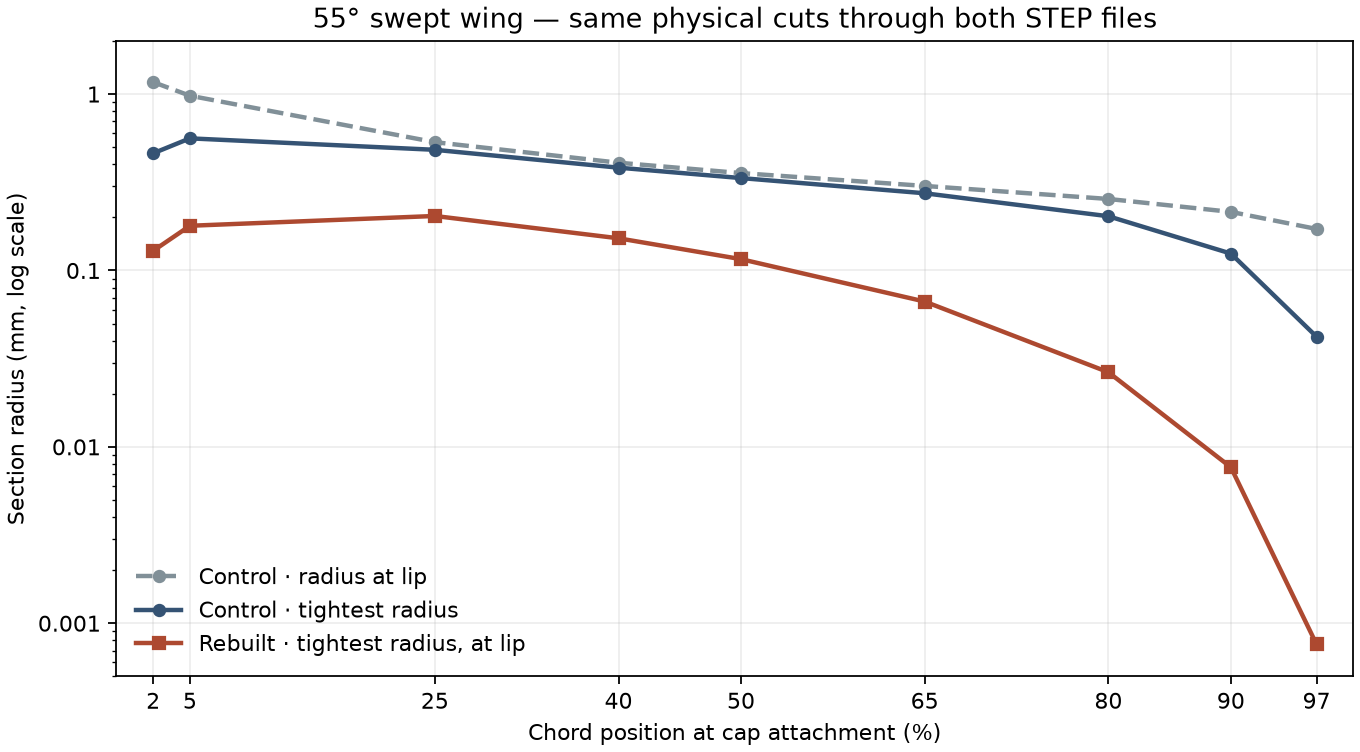 55° swept wing — same physical cuts through both STEP files
Section radius (mm, log scale)
1
0.1
0.01
0.001
Control · radius at lip
Control · tightest radius
Rebuilt · tightest radius, at lip
2 5 25 40 50 65 80 90 97
Chord position at cap attachment (%)